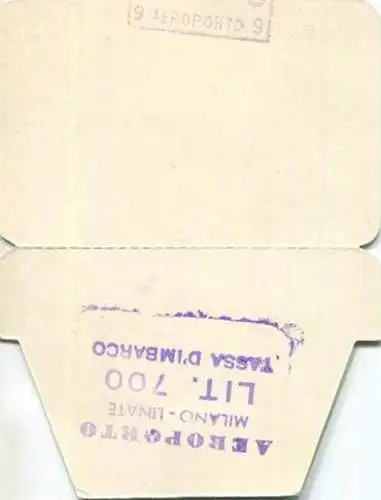 9 AEROPORTO 9
AEROPORTO
MILANO - LINATE
LIT. 700
TASSA D'IMBARCO